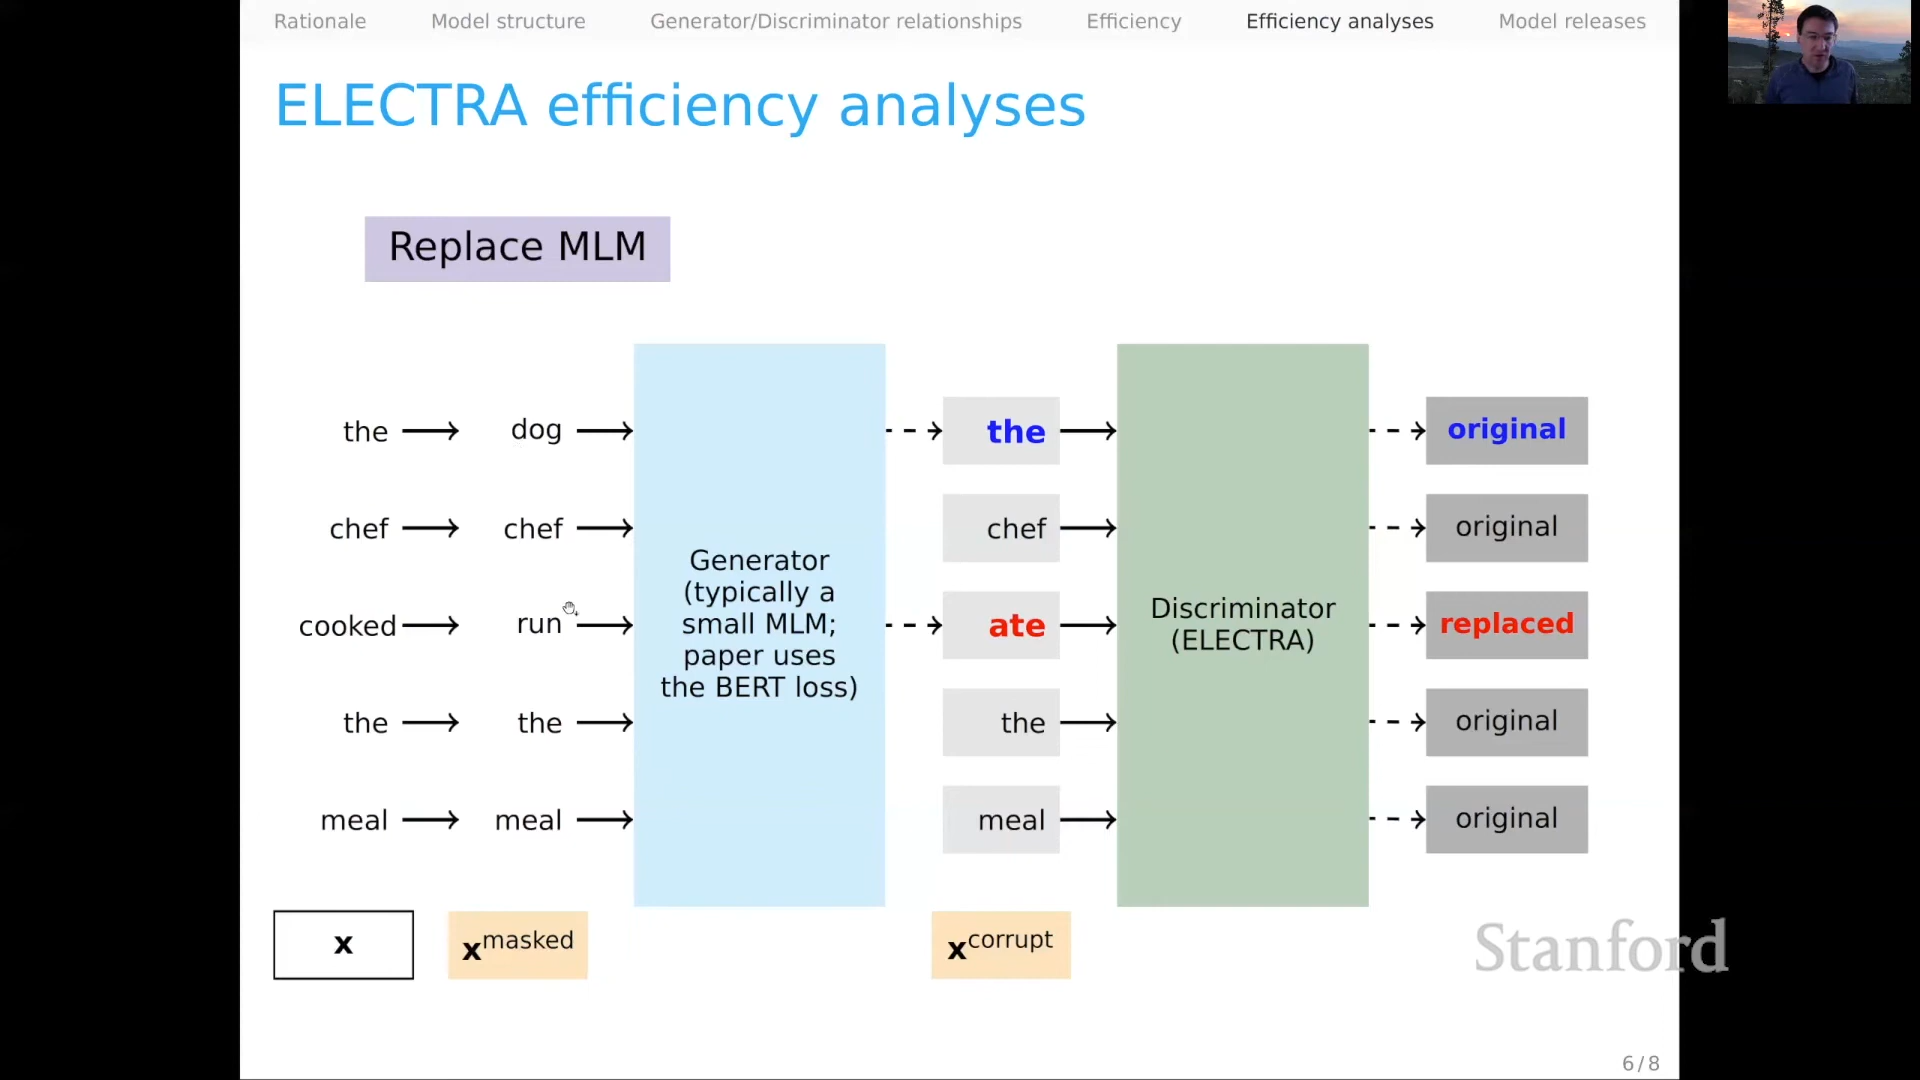 Rationale Model structure Generator/Discriminator relationships Efficiency Efficiency analyses Model releases
ELECTRA efficiency analyses
Replace MLM
the dog the original
chef chef chef original
cooked run ate replaced
the the the original
meal meal meal original
Generator
(typically a
small MLM;
paper uses
the BERT loss)
Discriminator
(ELECTRA)
x x^masked x^corrupt
Stanford
6/8